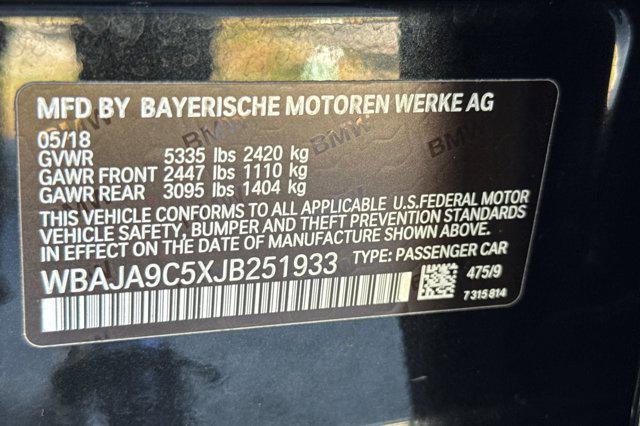 MFD BY BAYERISCHE MOTOREN WERKE AG
05/18
GVWR 5335 lbs 2420 kg
GAWR FRONT 2447 lbs 1110 kg
GAWR REAR 3095 lbs 1404 kg
THIS VEHICLE CONFORMS TO ALL APPLICABLE U.S.FEDERAL MOTOR
VEHICLE SAFETY, BUMPER AND THEFT PREVENTION STANDARDS
IN EFFECT ON THE DATE OF MANUFACTURE SHOWN ABOVE.
WBAJA9C5XJB251933 TYPE: PASSENGER CAR
475/9
7 315 814
BMW
BMW
BMW